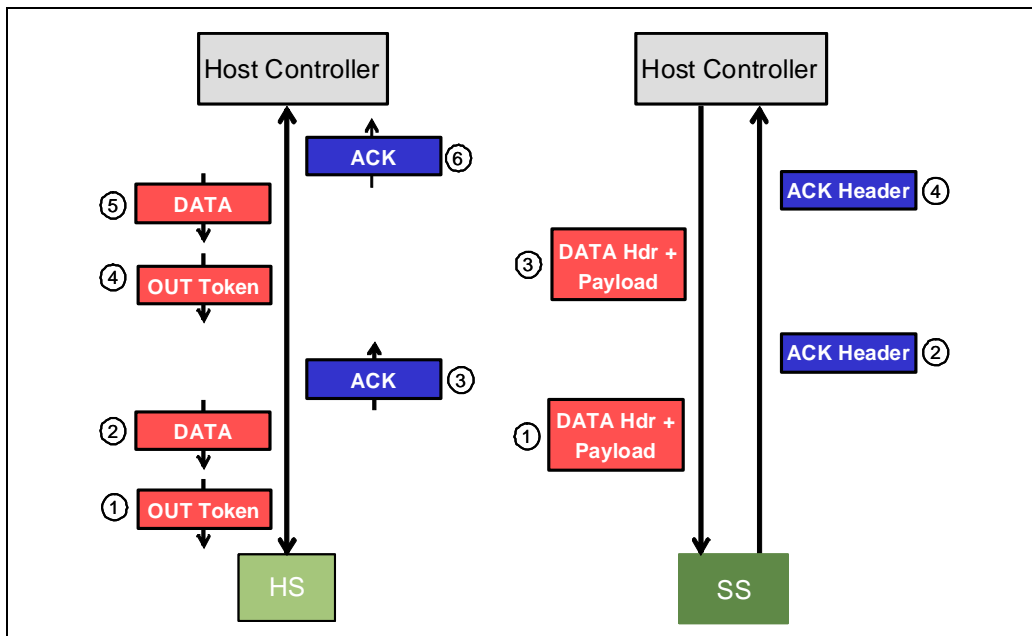 Host Controller
ACK
⑥
⑤
DATA
④
OUT Token
ACK
③
②
DATA
①
OUT Token
HS
Host Controller
ACK Header
④
③
DATA Hdr +
Payload
ACK Header
②
①
DATA Hdr +
Payload
SS